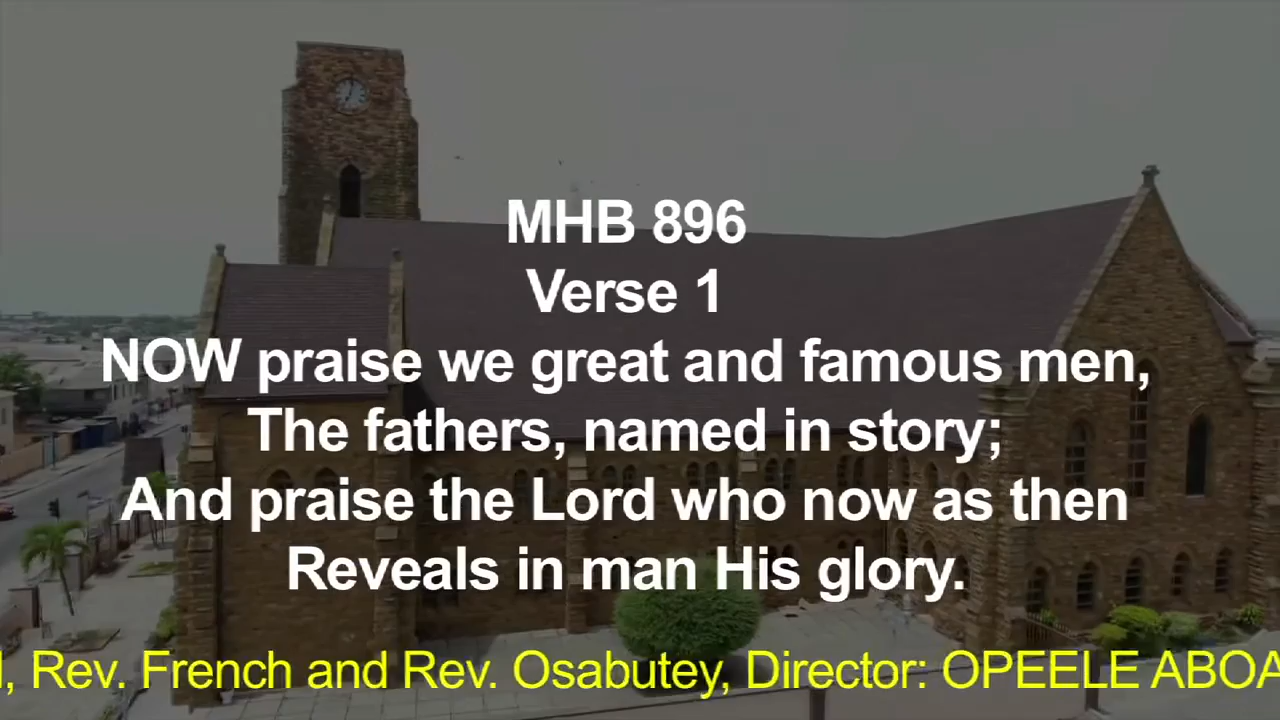 MHB 896
Verse 1
NOW praise we great and famous men,
The fathers, named in story;
And praise the Lord who now as then
Reveals in man His glory.
, Rev. French and Rev. Osabutey, Director: OPEELE ABOA